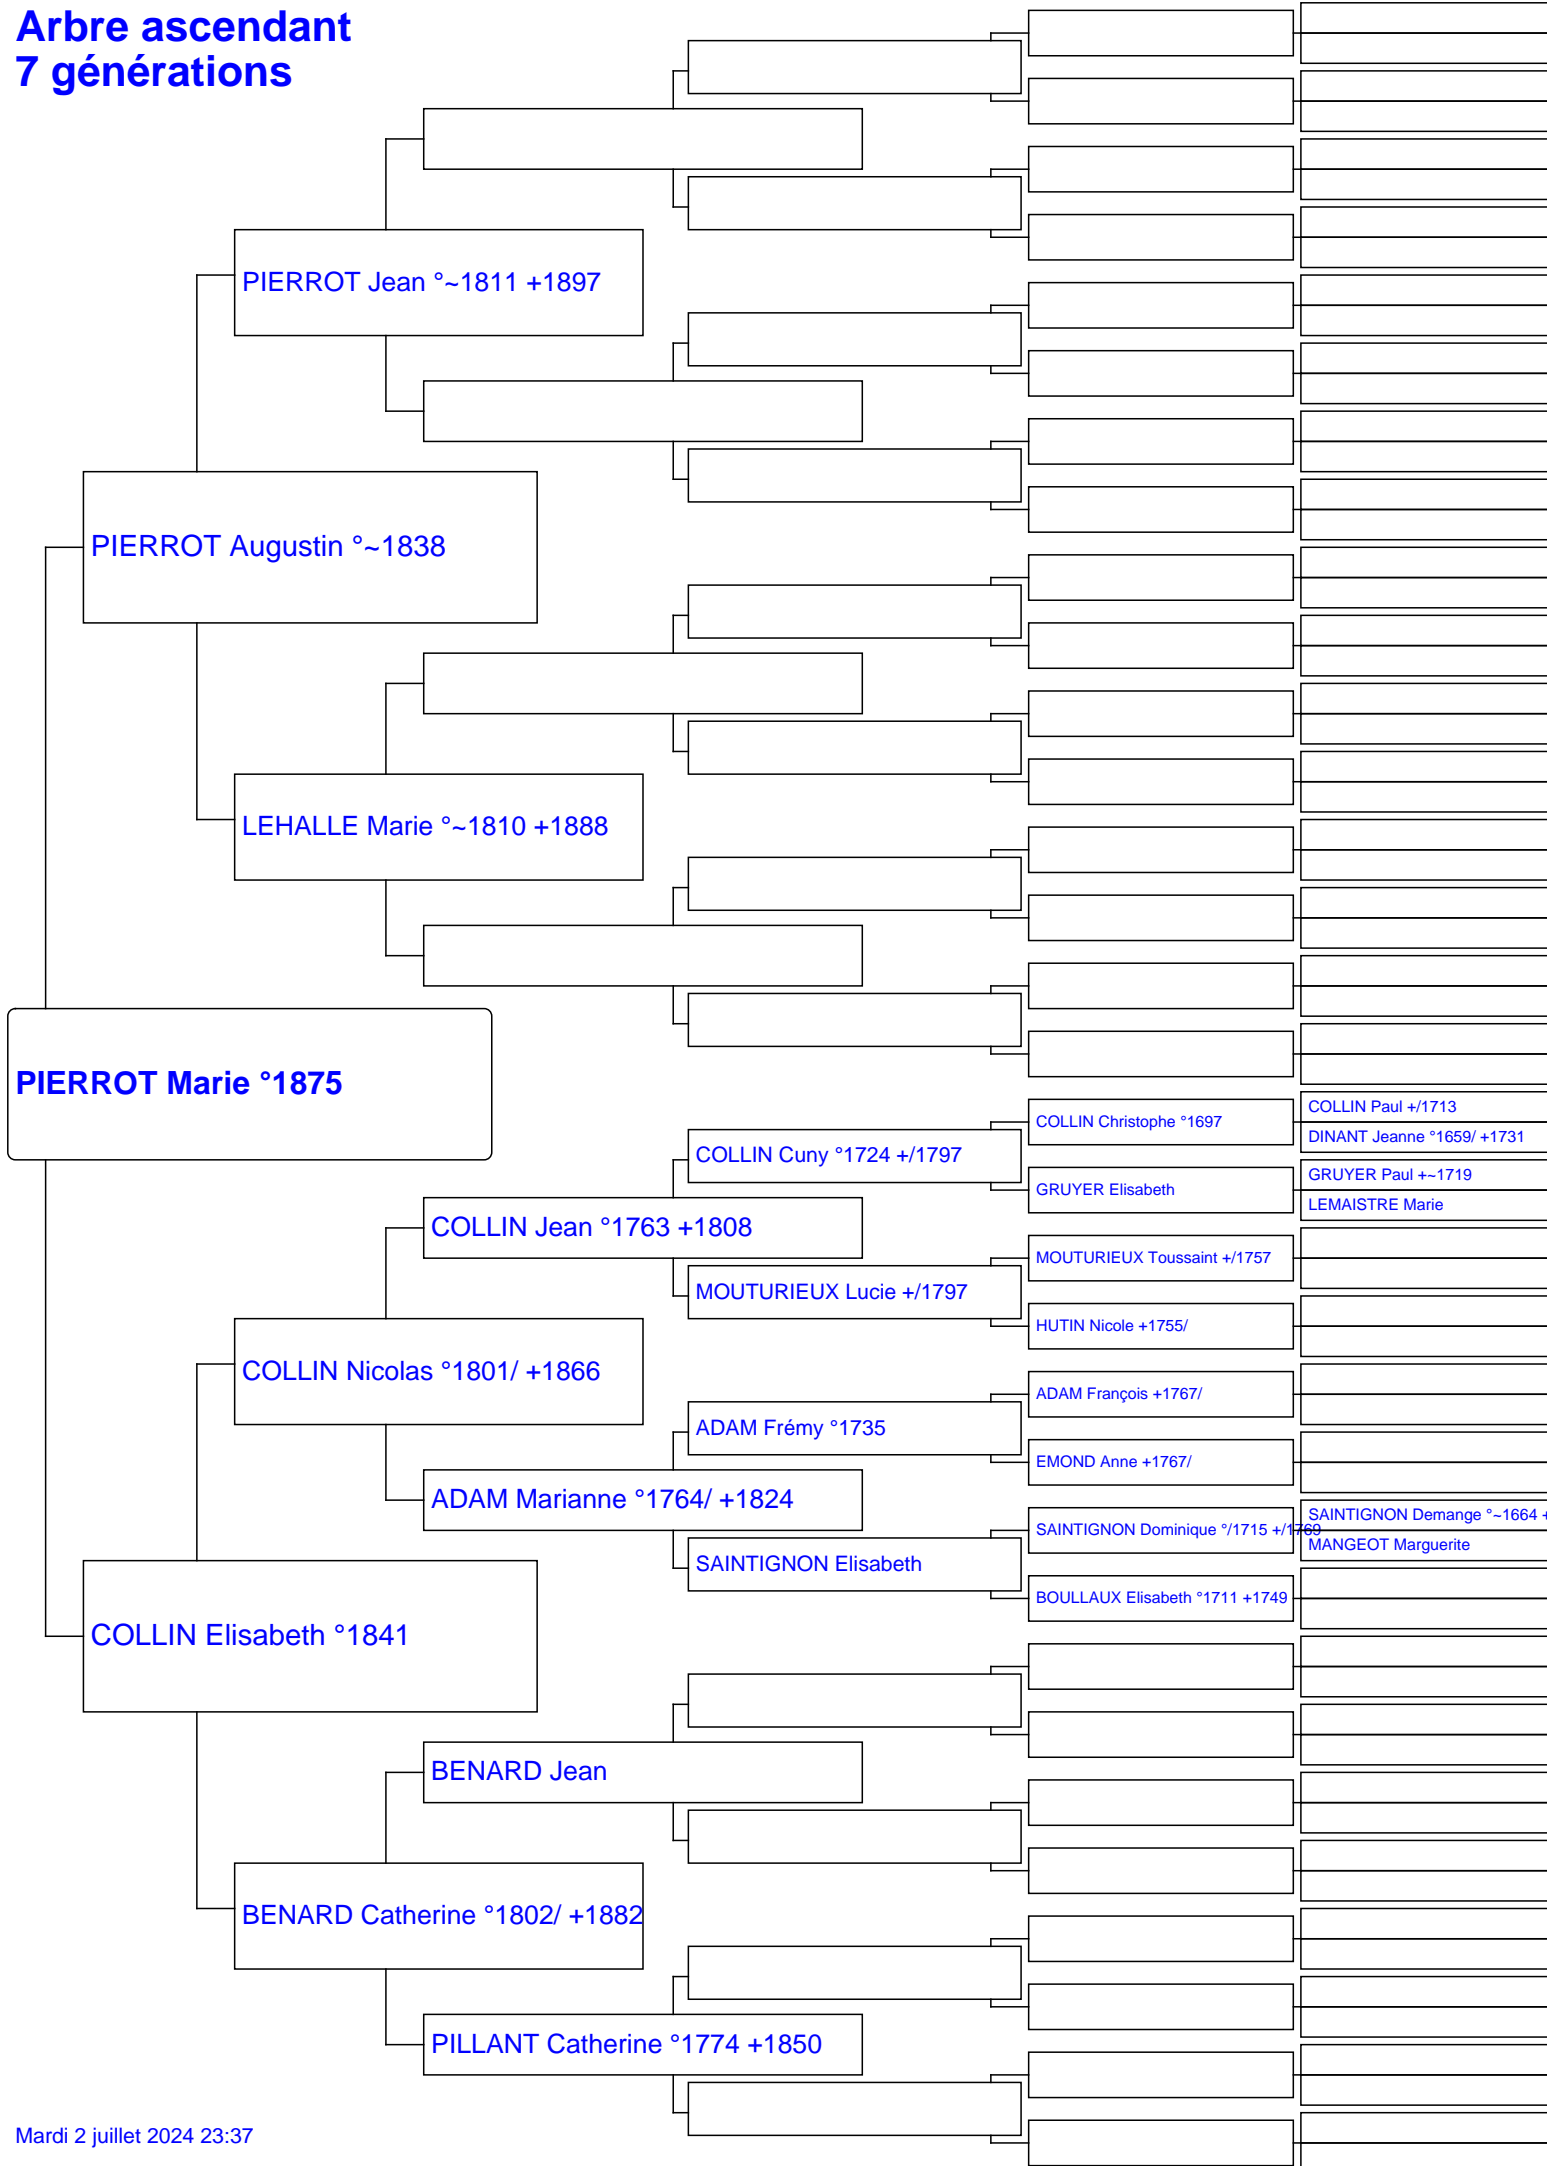 Arbre ascendant
7 générations
PIERROT Jean °~1811 +1897
PIERROT Augustin °~1838
LEHALLE Marie °~1810 +1888
PIERROT Marie °1875
COLLIN Paul +/1713
COLLIN Christophe °1697
DINANT Jeanne °1659/ +1731
COLLIN Cuny °1724 +/1797
GRUYER Paul +~1719
GRUYER Elisabeth
LEMAISTRE Marie
COLLIN Jean °1763 +1808
MOUTURIEUX Toussaint +/1757
MOUTURIEUX Lucie +/1797
HUTIN Nicole +1755/
COLLIN Nicolas °1801/ +1866
ADAM François +1767/
ADAM Frémy °1735
EMOND Anne +1767/
ADAM Marianne °1764/ +1824
SAINTIGNON Demange °~1664 +
SAINTIGNON Dominique °/1715 +/1769
MANGEOT Marguerite
SAINTIGNON Elisabeth
BOULLAUX Elisabeth °1711 +1749
COLLIN Elisabeth °1841
BENARD Jean
BENARD Catherine °1802/ +1882
PILLANT Catherine °1774 +1850
Mardi 2 juillet 2024 23:37